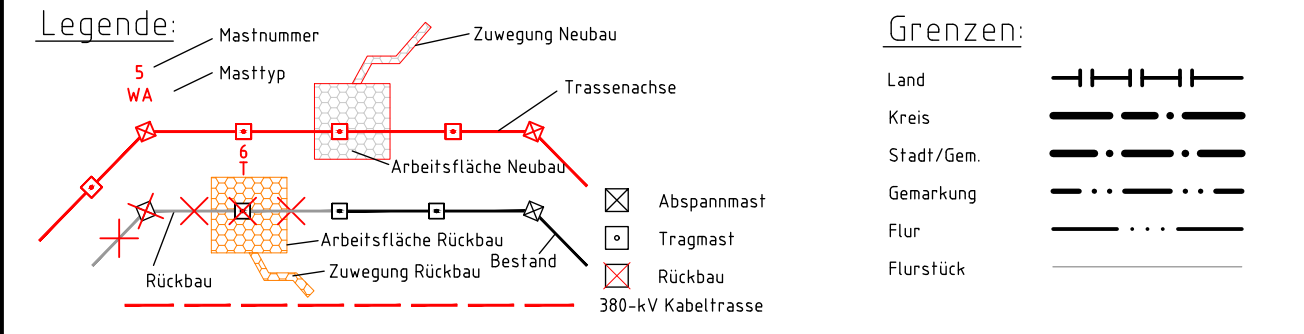 Legende:
Mastnummer
Zuwegung Neubau
5
Masttyp
WA
Trassenachse
6
T
Arbeitsfläche Neubau
Abspannmast
Arbeitsfläche Rückbau
Tragmast
Bestand
Zuwegung Rückbau
Rückbau
Rückbau
380-kV Kabeltrasse
Grenzen:
Land
Kreis
Stadt/Gem.
Gemarkung
Flur
Flurstück